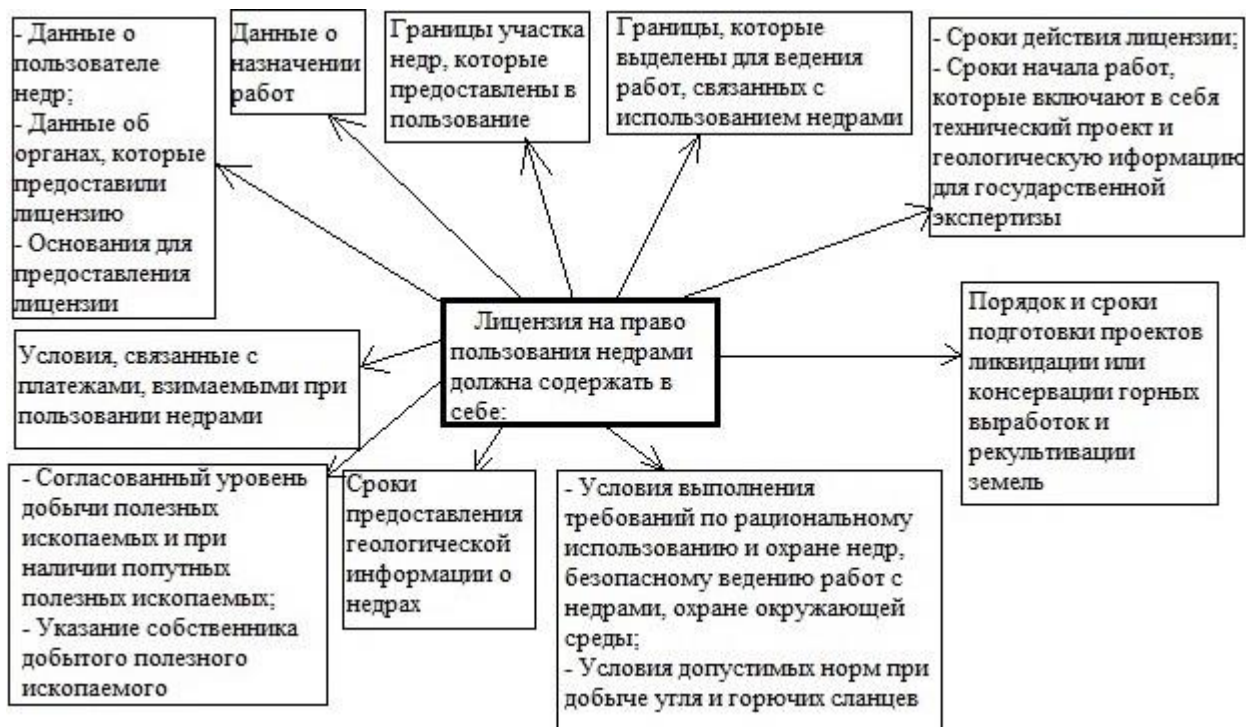 - Данные о
пользователе
недр;
- Данные об
органах, которые
предоставили
лицензию
- Основания для
предоставления
лицензии
Данные о
назначении
работ
Границы участка
недр, которые
предоставлены в
пользование
Границы, которые
выделены для ведения
работ, связанных с
использованием недрами
- Сроки действия лицензии;
- Сроки начала работ,
которые включают в себя
технический проект и
геологическую иформацию
для государственной
экспертизы
Лицензия на право
пользования недрами
должна содержать в
себе:
Порядок и сроки
подготовки проектов
ликвидации или
консервации горных
выработок и
рекультивации
земель
Условия, связанные с
платежами, взимаемыми при
пользовании недрами
- Согласованный уровень
добычи полезных
ископаемых и при
наличии попутных
полезных ископаемых;
- Указание собственника
добытого полезного
ископаемого
Сроки
предоставления
геологической
информации о
недрах
- Условия выполнения
требований по рациональному
использованию и охране недр,
безопасному ведению работ с
недрами, охране окружающей
среды;
- Условия допустимых норм при
добыче угля и горючих сланцев